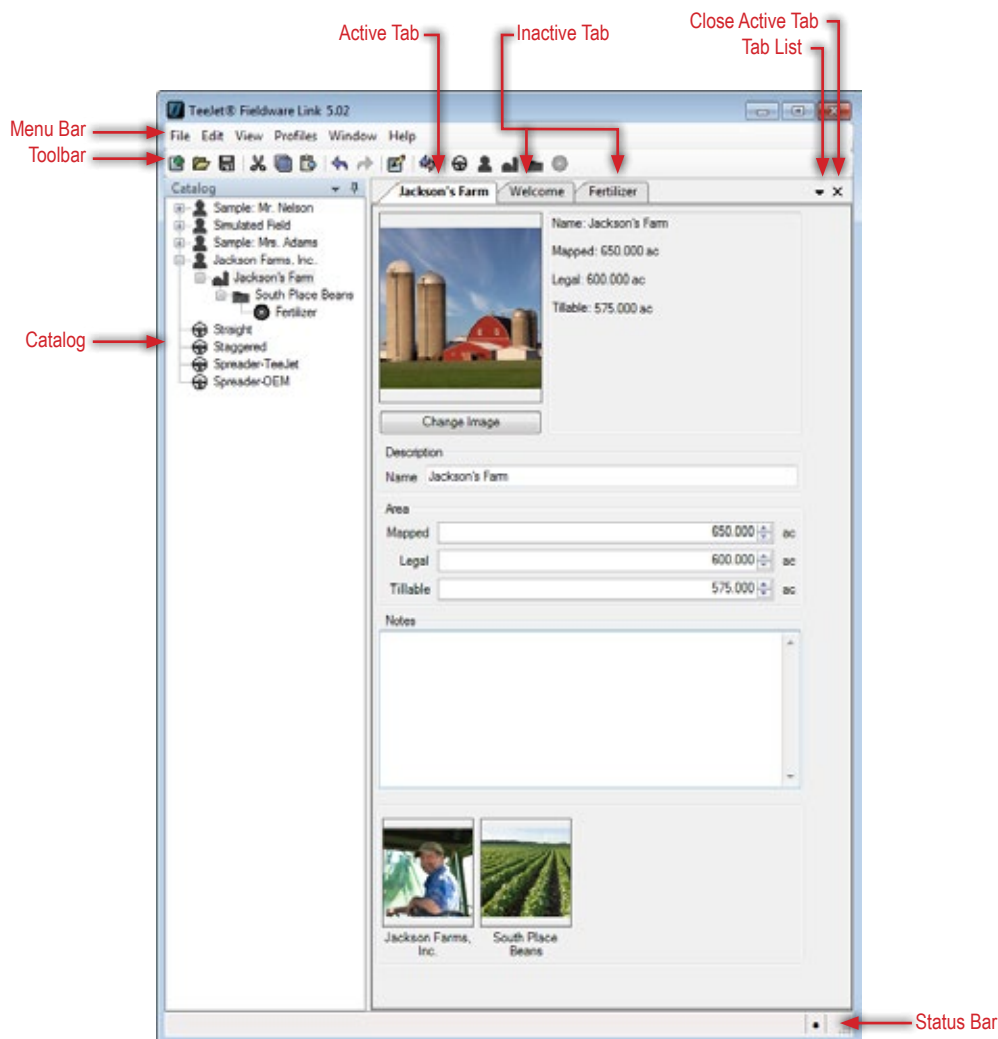 Close Active Tab
Active Tab
Inactive Tab
Tab List
TeeJet® Fieldware Link 5.02
Menu Bar
File Edit View Profiles Window Help
Toolbar
Catalog
Jackson's Farm Welcome Fertilizer
Sample: Mr. Nelson
Simulated Field
Sample: Mrs. Adams
Jackson Farms, Inc.
Jackson's Farm
South Place Beans
Fertilizer
Straight
Staggered
Spreader-TeeJet
Spreader-OEM
Catalog
Name: Jackson's Farm
Mapped: 650.000 ac
Legal: 600.000 ac
Tillable: 575.000 ac
Change Image
Description
Name Jackson's Farm
Area
Mapped 650.000 ac
Legal 600.000 ac
Tillable 575.000 ac
Notes
Jackson Farms,
Inc.
South Place
Beans
Status Bar